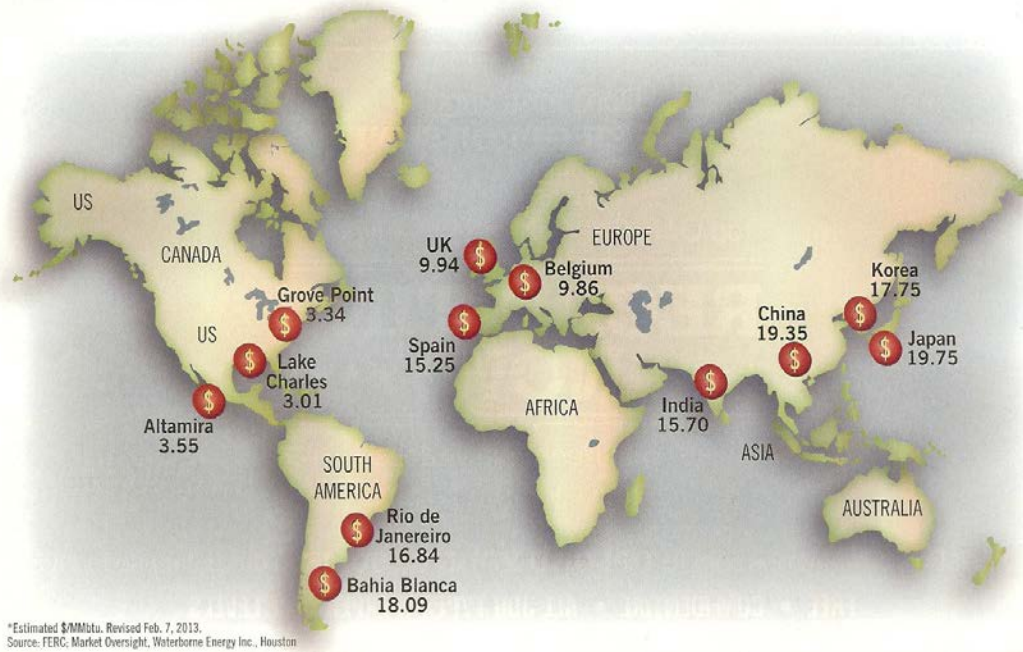 US
CANADA
Grove Point
3.34
US
Lake
Charles
3.01
Altamira
3.55
SOUTH
AMERICA
Rio de
Janereiro
16.84
Bahia Blanca
18.09
UK
9.94
EUROPE
Belgium
9.86
Spain
15.25
AFRICA
India
15.70
ASIA
China
19.35
Korea
17.75
Japan
19.75
AUSTRALIA
$
$
$
$
$
$
$
$
$
$
$
$
*Estimated $/MMbtu. Revised Feb. 7, 2013.
Source: FERC; Market Oversight, Waterborne Energy Inc., Houston